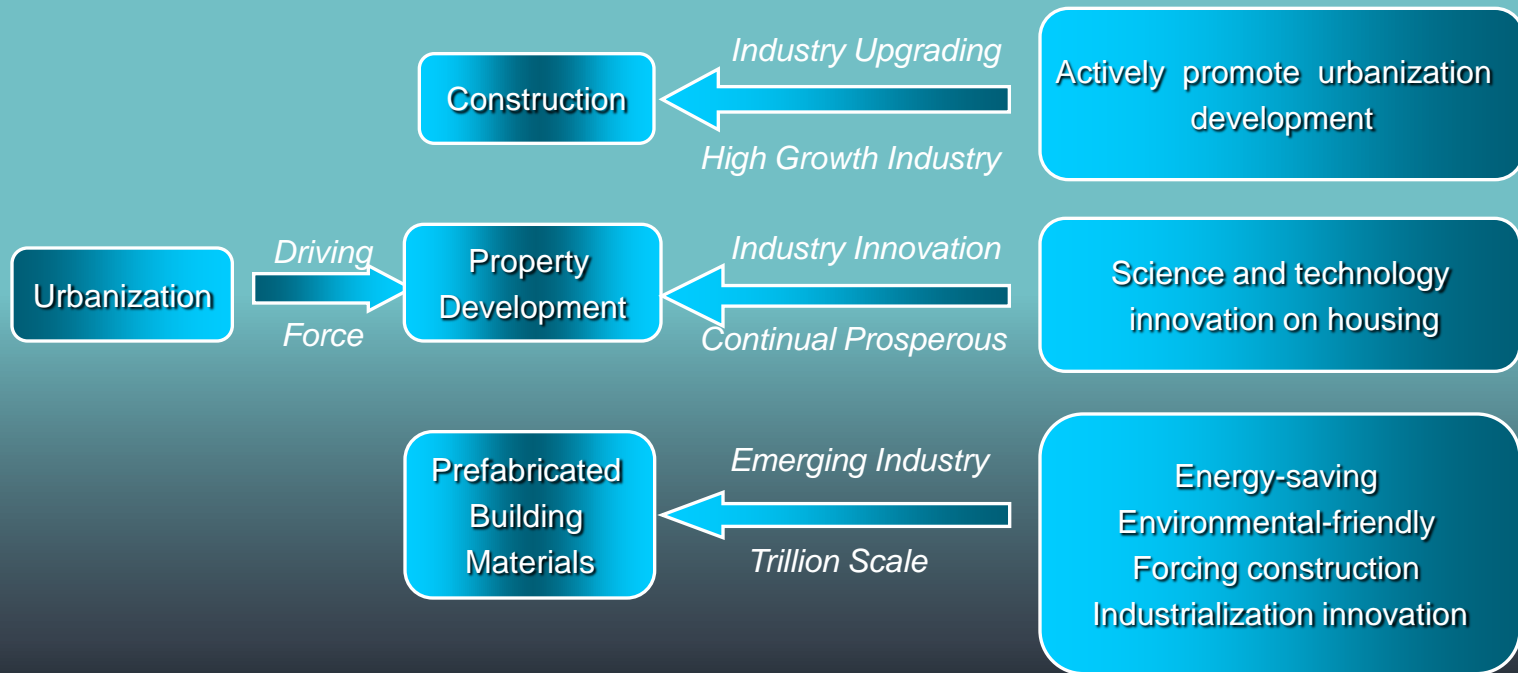 Construction
Industry Upgrading
High Growth Industry
Actively promote urbanization
development
Urbanization
Driving
Force
Property
Development
Industry Innovation
Continual Prosperous
Science and technology
innovation on housing
Prefabricated
Building
Materials
Emerging Industry
Trillion Scale
Energy-saving
Environmental-friendly
Forcing construction
Industrialization innovation